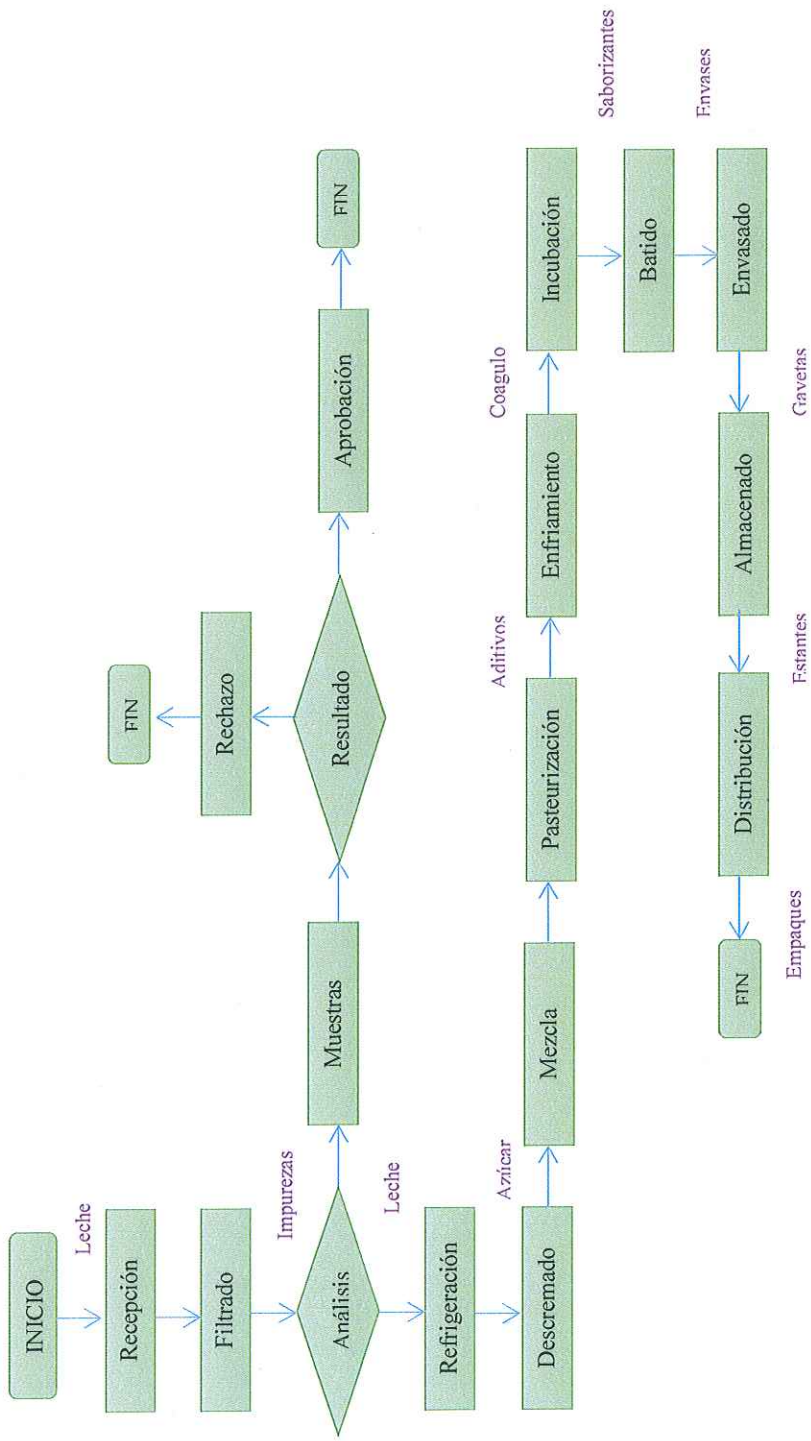 INICIO
Leche
Recepción
Filtrado
Impurezas
Análisis
Muestras
Resultado
Rechazo
FIN
Aprobación
FIN
Leche
Refrigeración
Azúcar
Descremado
Mezcla
Pasteurización
Aditivos
Enfriamiento
Coagulo
Incubación
Saborizantes
Batido
Envases
Envasado
Gavetas
Almacenado
Estantes
Distribución
Empaques
FIN